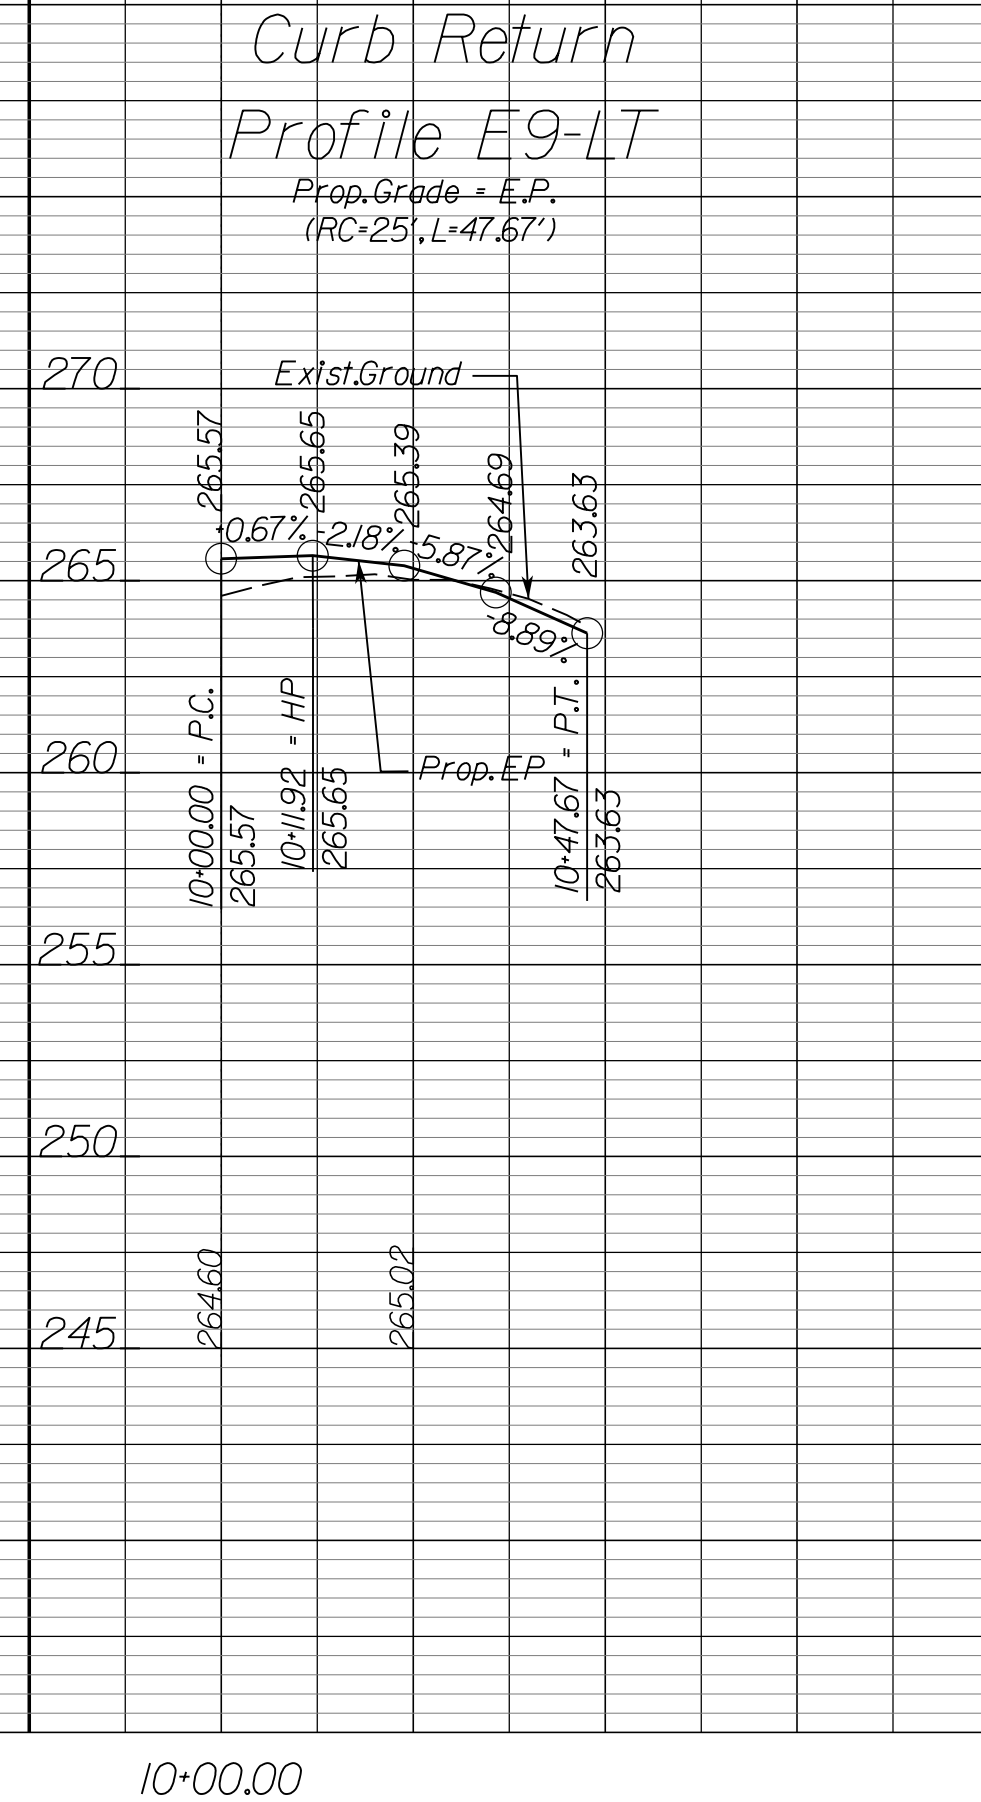 Curb Return
Profile E9-LT
Prop. Grade = E.P.
(RC=25', L=47.67')
270
Exist. Ground
265.57
265.65
265.39
264.69
263.63
+0.67%
-2.18%
-5.87%
-8.89%
265
10+00.00 = P.C.
265.57
10+11.92 = HP
265.65
10+47.67 = P.T.
263.63
260
Prop. EP
255
250
264.60
265.02
245
10+00.00